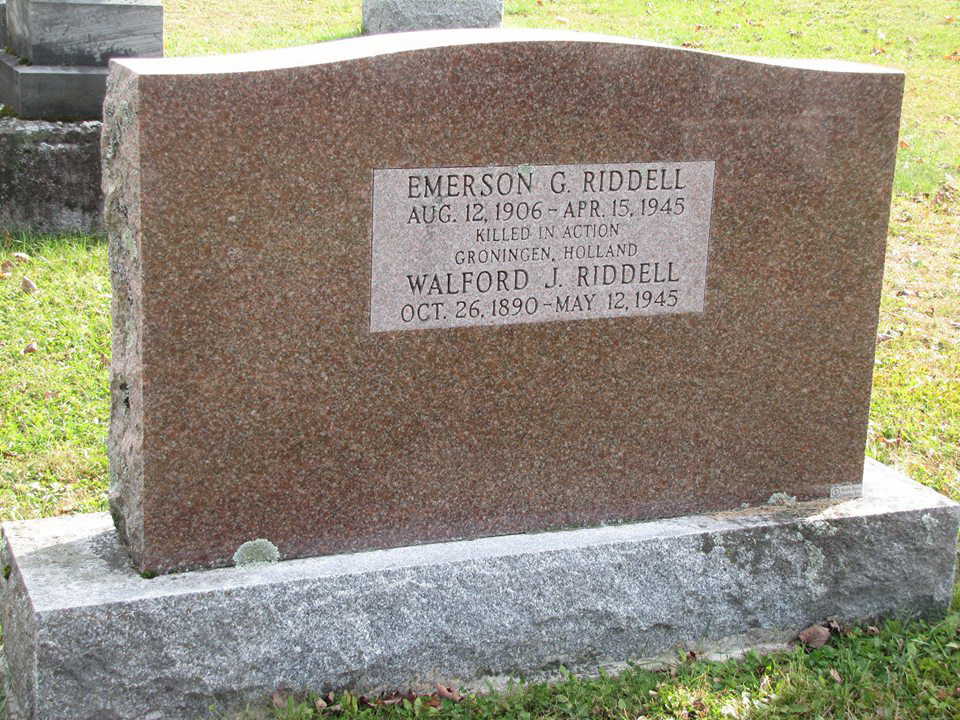 EMERSON G. RIDDELL
AUG. 12, 1906 - APR. 15, 1945
KILLED IN ACTION
GRONINGEN, HOLLAND
WALFORD J. RIDDELL
OCT. 26, 1890 - MAY 12, 1945